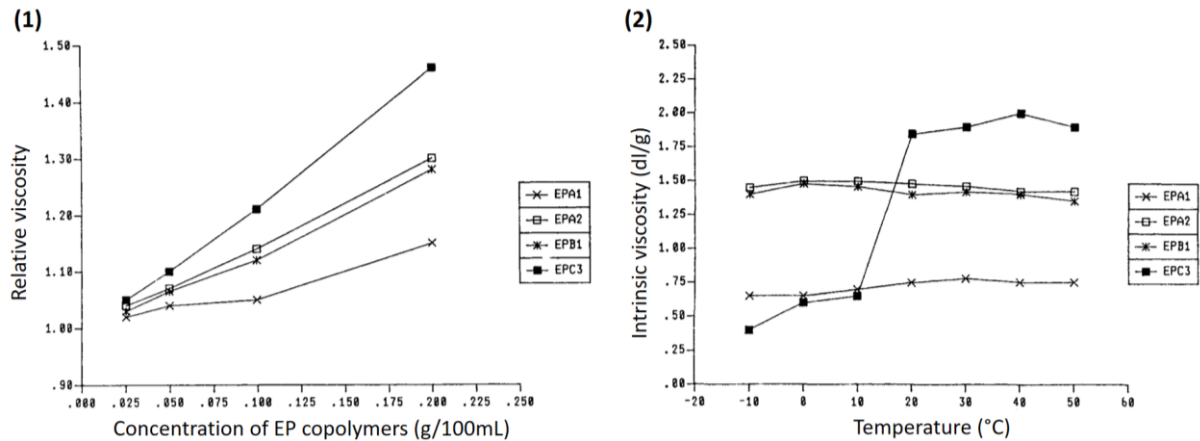 (1)
1.50
1.40
1.30
1.20
1.10
1.00
.90
Relative viscosity
.000 .025 .050 .075 .100 .125 .150 .175 .200 .225 .250
Concentration of EP copolymers (g/100mL)
EPA1
EPA2
EPB1
EPC3
(2)
2.50
2.25
2.00
1.75
1.50
1.25
1.00
.75
.50
.25
.00
Intrinsic viscosity (dl/g)
-20 -10 0 10 20 30 40 50 60
Temperature (°C)
EPA1
EPA2
EPB1
EPC3